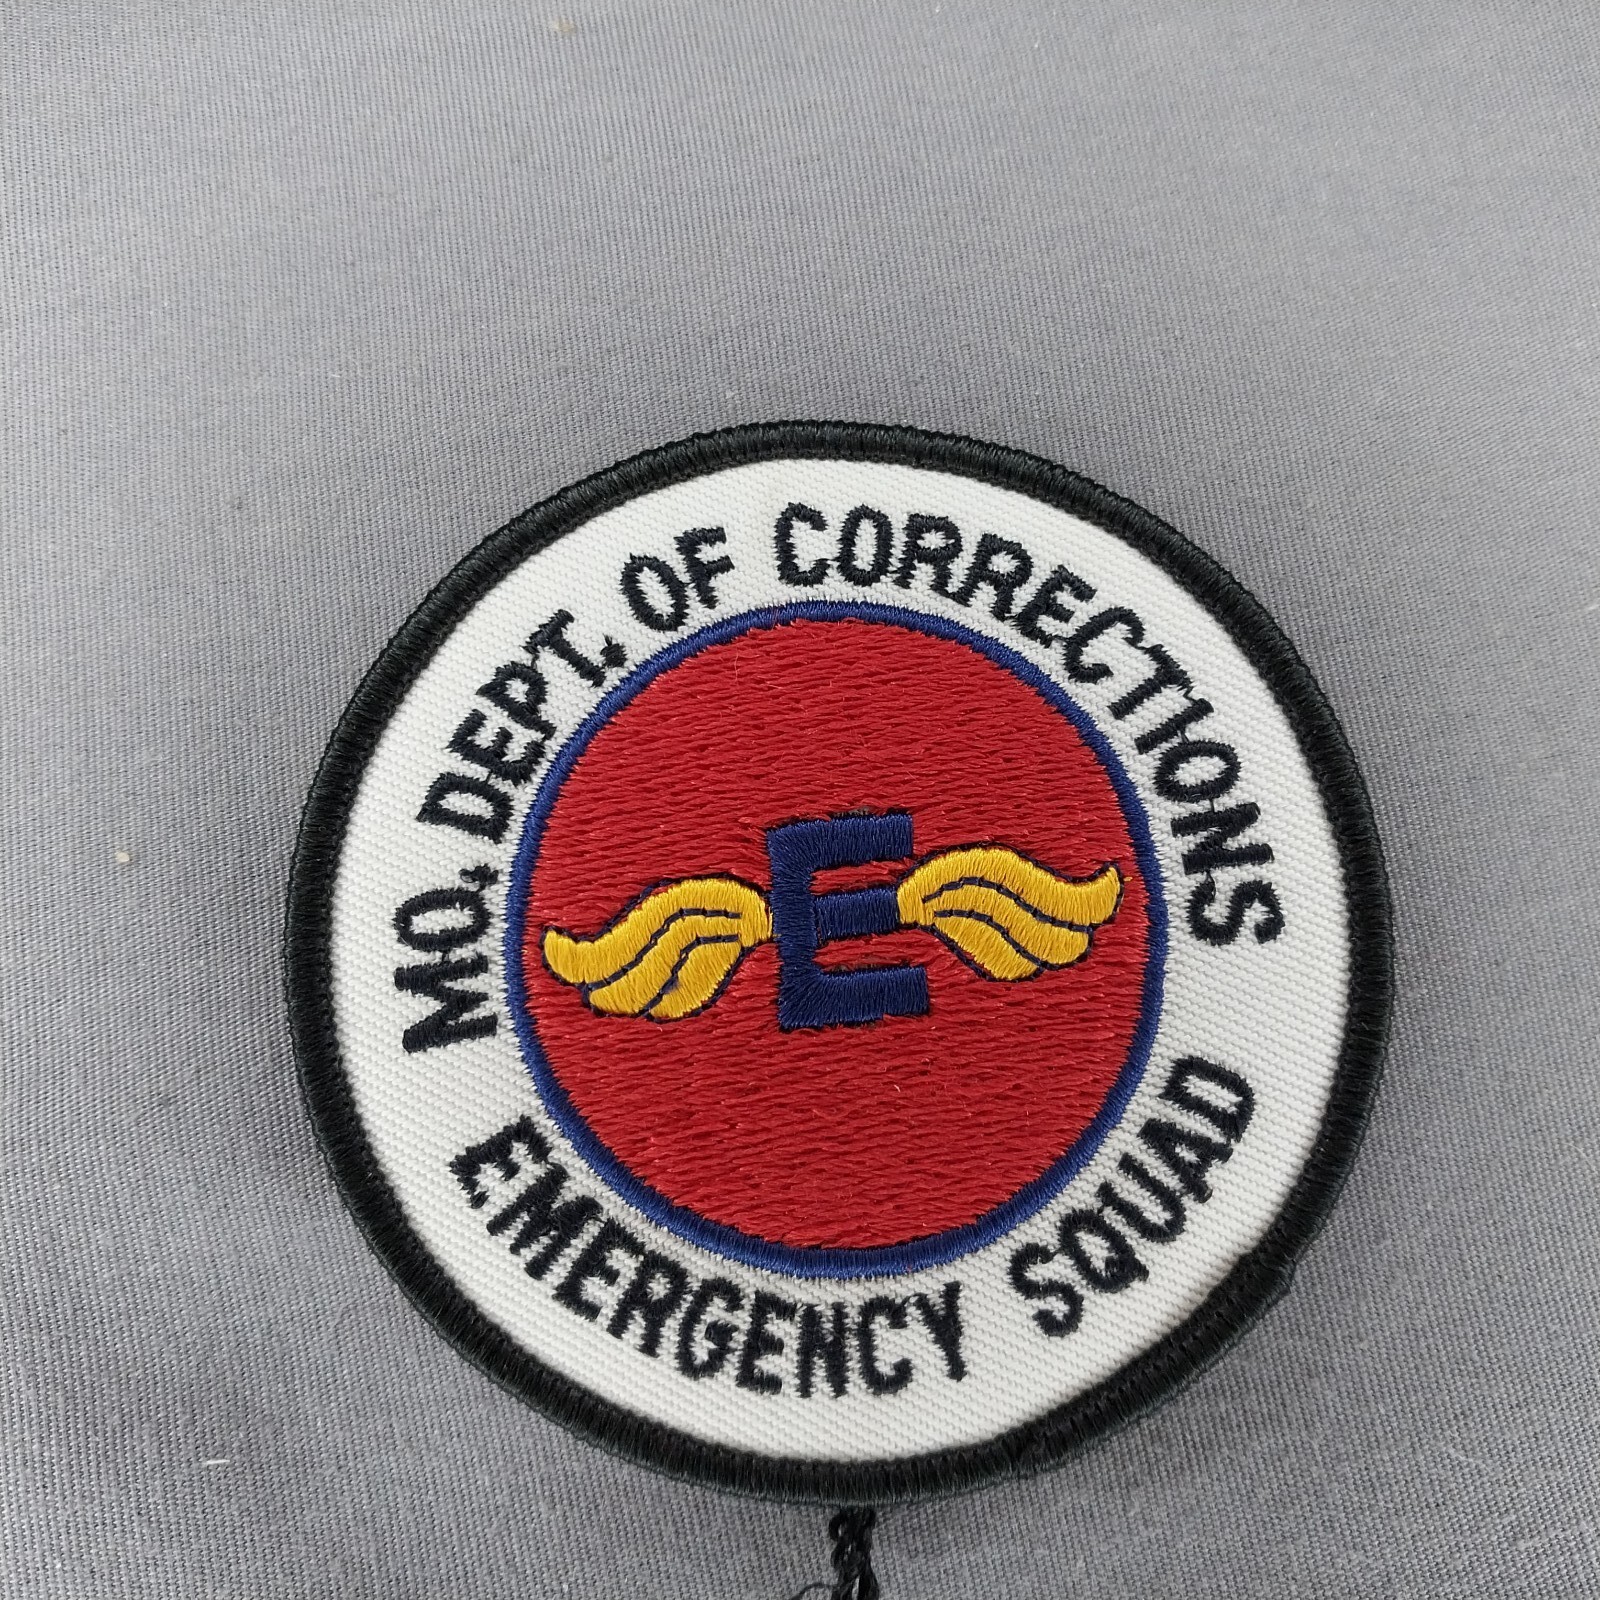 MO. DEPT. OF CORRECTIONS
E
EMERGENCY SQUAD